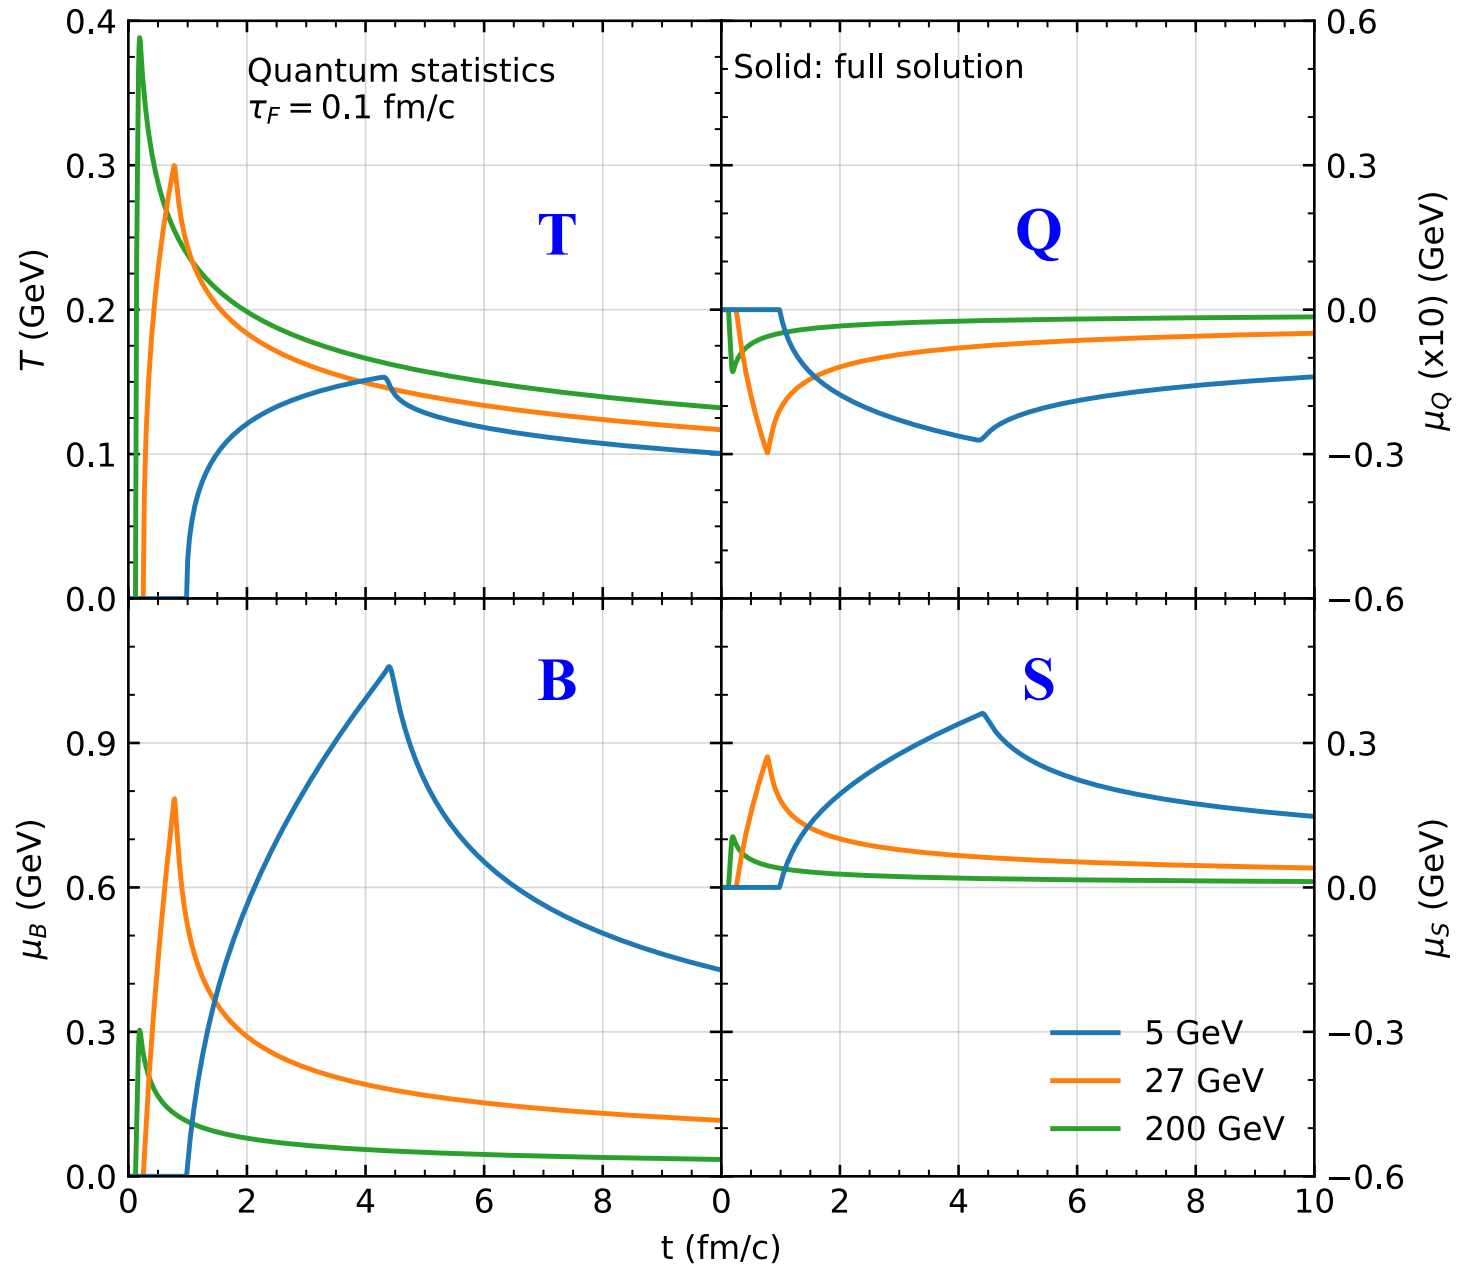 Quantum statistics
τ_F = 0.1 fm/c
Solid: full solution
T
Q
B
S
T (GeV)
0.4
0.3
0.2
0.1
0.0
μ_Q (x10) (GeV)
0.6
0.3
0.0
−0.3
−0.6
μ_B (GeV)
0.9
0.6
0.3
0.0
μ_S (GeV)
0.3
0.0
−0.3
−0.6
5 GeV
27 GeV
200 GeV
0 2 4 6 8 0 2 4 6 8 10
t (fm/c)